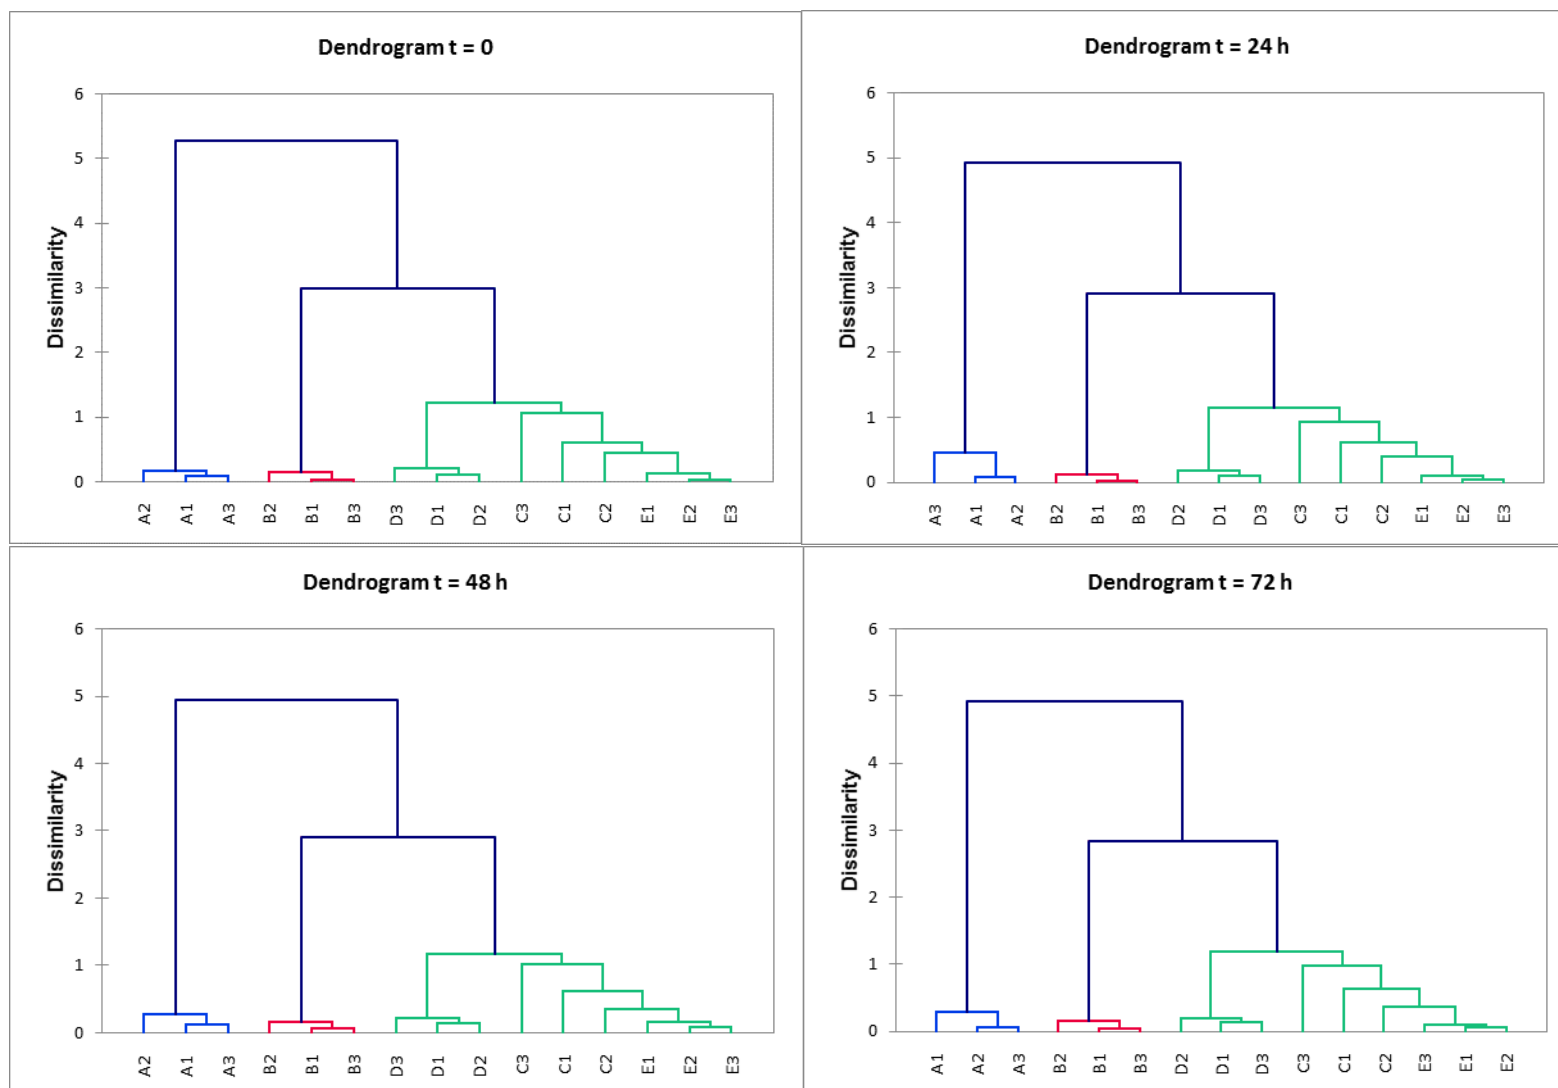 Dendrogram t = 0
6
5
4
3
2
1
0
Dissimilarity
A2 A1 A3 B2 B1 B3 D3 D1 D2 C3 C1 C2 E1 E2 E3
Dendrogram t = 24 h
6
5
4
3
2
1
0
Dissimilarity
A3 A1 A2 B2 B1 B3 D2 D1 D3 C3 C1 C2 E1 E2 E3
Dendrogram t = 48 h
6
5
4
3
2
1
0
Dissimilarity
A2 A1 A3 B2 B1 B3 D3 D1 D2 C3 C1 C2 E1 E2 E3
Dendrogram t = 72 h
6
5
4
3
2
1
0
Dissimilarity
A1 A2 A3 B2 B1 B3 D2 D1 D3 C3 C1 C2 E3 E1 E2